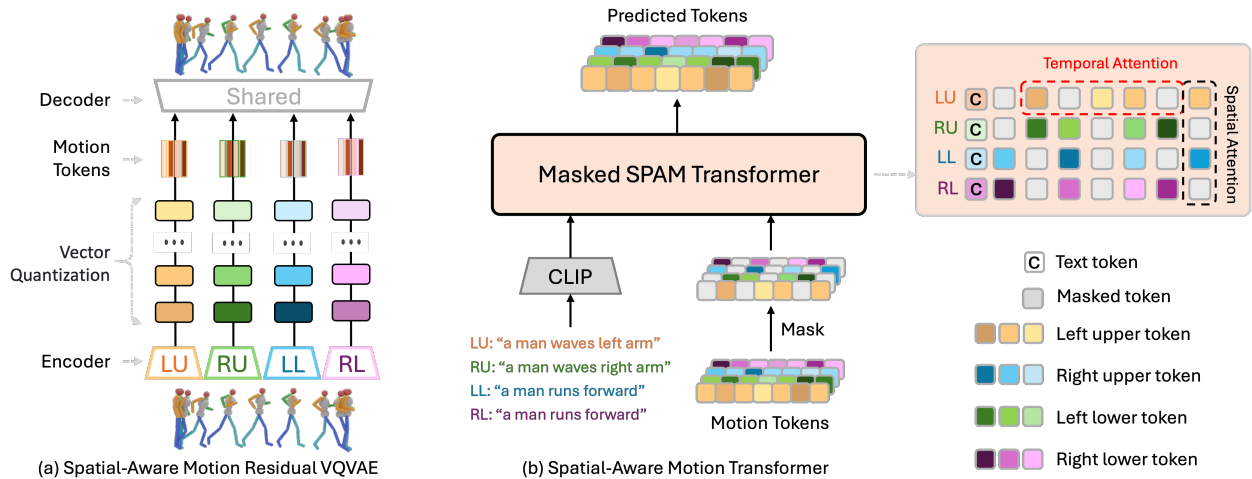 Decoder
Shared
Motion
Tokens
Vector
Quantization
Encoder
LU
RU
LL
RL
(a) Spatial-Aware Motion Residual VQVAE
Predicted Tokens
Masked SPAM Transformer
CLIP
LU: “a man waves left arm”
RU: “a man waves right arm”
LL: “a man runs forward”
RL: “a man runs forward”
Mask
Motion Tokens
(b) Spatial-Aware Motion Transformer
Temporal Attention
LU C
RU C
LL C
RL C
Spatial Attention
C Text token
Masked token
Left upper token
Right upper token
Left lower token
Right lower token